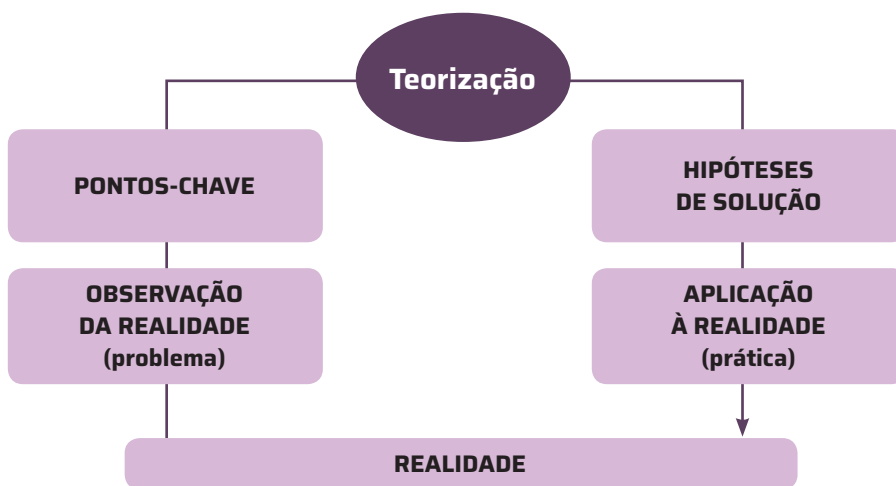 Teorização
PONTOS-CHAVE
HIPÓTESES
DE SOLUÇÃO
OBSERVAÇÃO
DA REALIDADE
(problema)
APLICAÇÃO
À REALIDADE
(prática)
REALIDADE